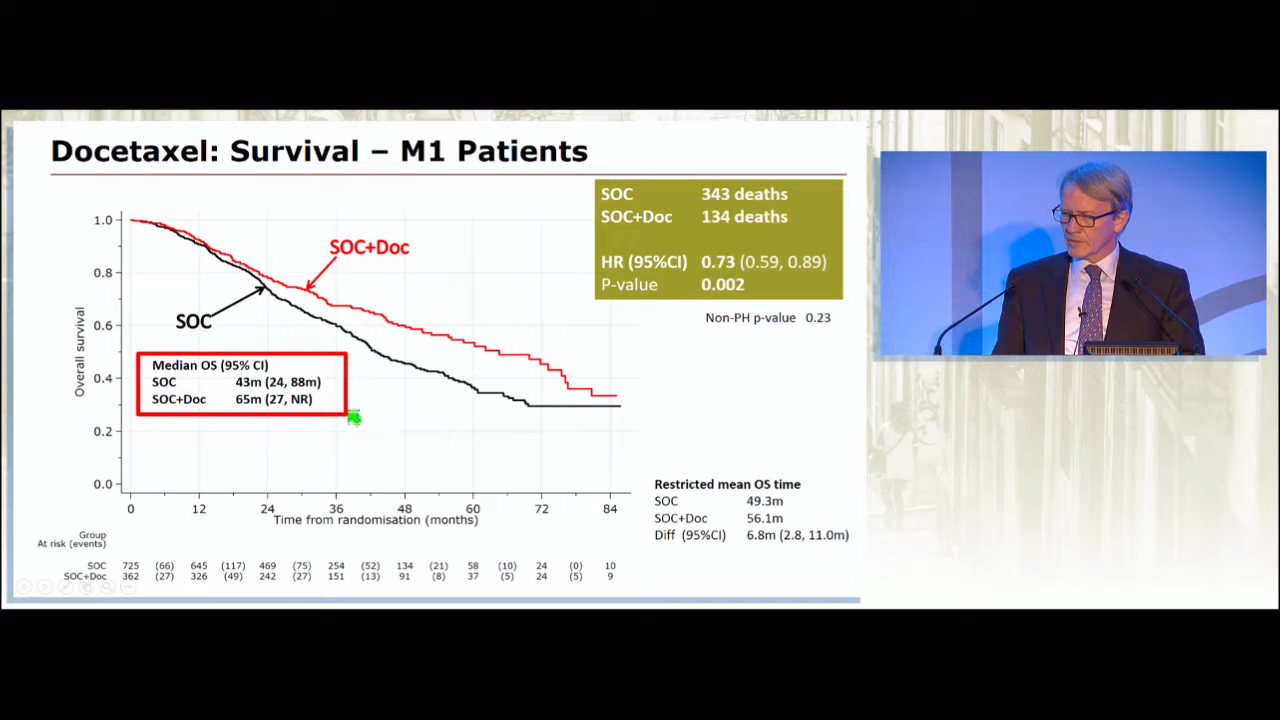 Docetaxel: Survival – M1 Patients
SOC 343 deaths
SOC+Doc 134 deaths
HR (95%CI) 0.73 (0.59, 0.89)
P-value 0.002
Non-PH p-value 0.23
Overall survival
1.0
0.8
0.6
0.4
0.2
0.0
SOC+Doc
SOC
Median OS (95% CI)
SOC 43m (24, 88m)
SOC+Doc 65m (27, NR)
0 12 24 36 48 60 72 84
Time from randomisation (months)
Restricted mean OS time
SOC 49.3m
SOC+Doc 56.1m
Diff (95%CI) 6.8m (2.8, 11.0m)
Group
At risk (events)
SOC 725 (66) 645 (117) 469 (75) 254 (52) 134 (21) 58 (10) 24 (0) 10
SOC+Doc 362 (27) 326 (49) 242 (27) 151 (13) 91 (8) 37 (5) 24 (5) 9